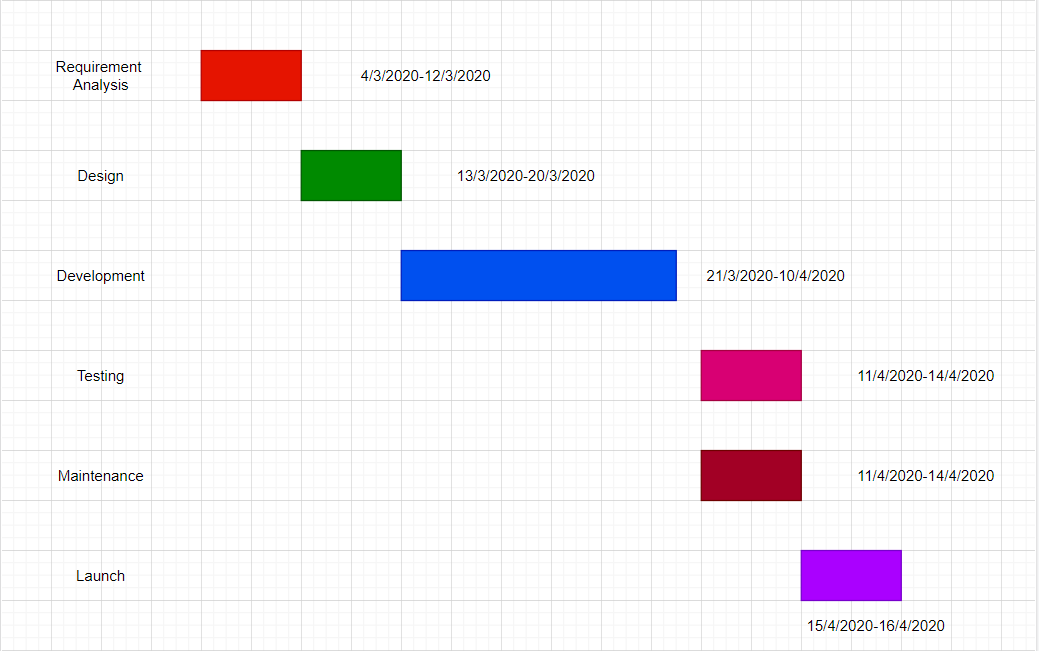 Requirement
Analysis
4/3/2020-12/3/2020
Design
13/3/2020-20/3/2020
Development
21/3/2020-10/4/2020
Testing
11/4/2020-14/4/2020
Maintenance
11/4/2020-14/4/2020
Launch
15/4/2020-16/4/2020